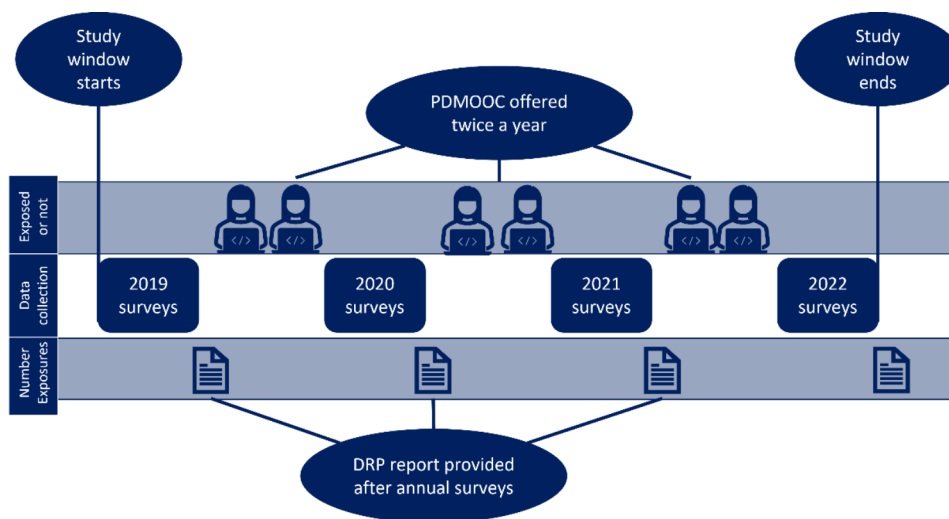 Study
window
starts
Study
window
ends
PDMOOC offered
twice a year
Exposed
or not
</>
</>
</>
</>
</>
</>
Data
collection
2019
surveys
2020
surveys
2021
surveys
2022
surveys
Number
Exposures
DRP report provided
after annual surveys